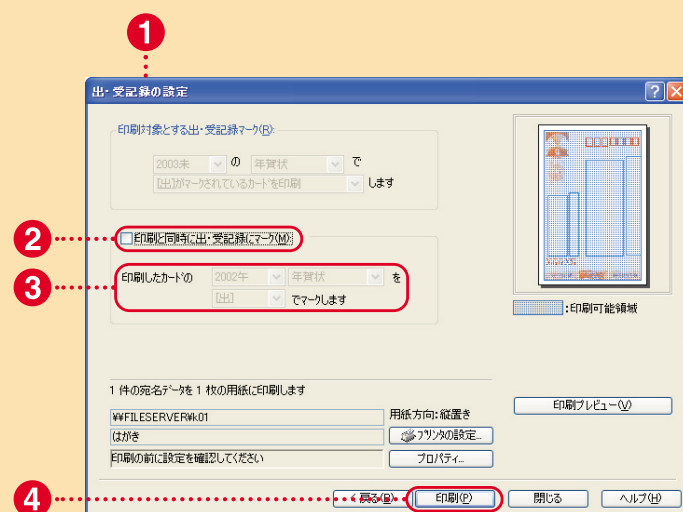 1
出・受記録の設定
印刷対象とする出・受記録マーク(R):
2003未 の 年賀状 で
[出]がマークされているカードを印刷 します
2
印刷と同時に出・受記録にマーク(M):
3
印刷したカードの 2002午 年賀状 を
[出] でマークします
:印刷可能領域
1 件の宛名データを 1 枚の用紙に印刷します
¥¥FILESERVER¥k01
用紙方向:縦置き
はがき
プリンタの設定...
印刷の前に設定を確認してください
プロパティ...
印刷プレビュー(V)
4
< 戻る(B)
印刷(P)
閉じる
ヘルプ(H)